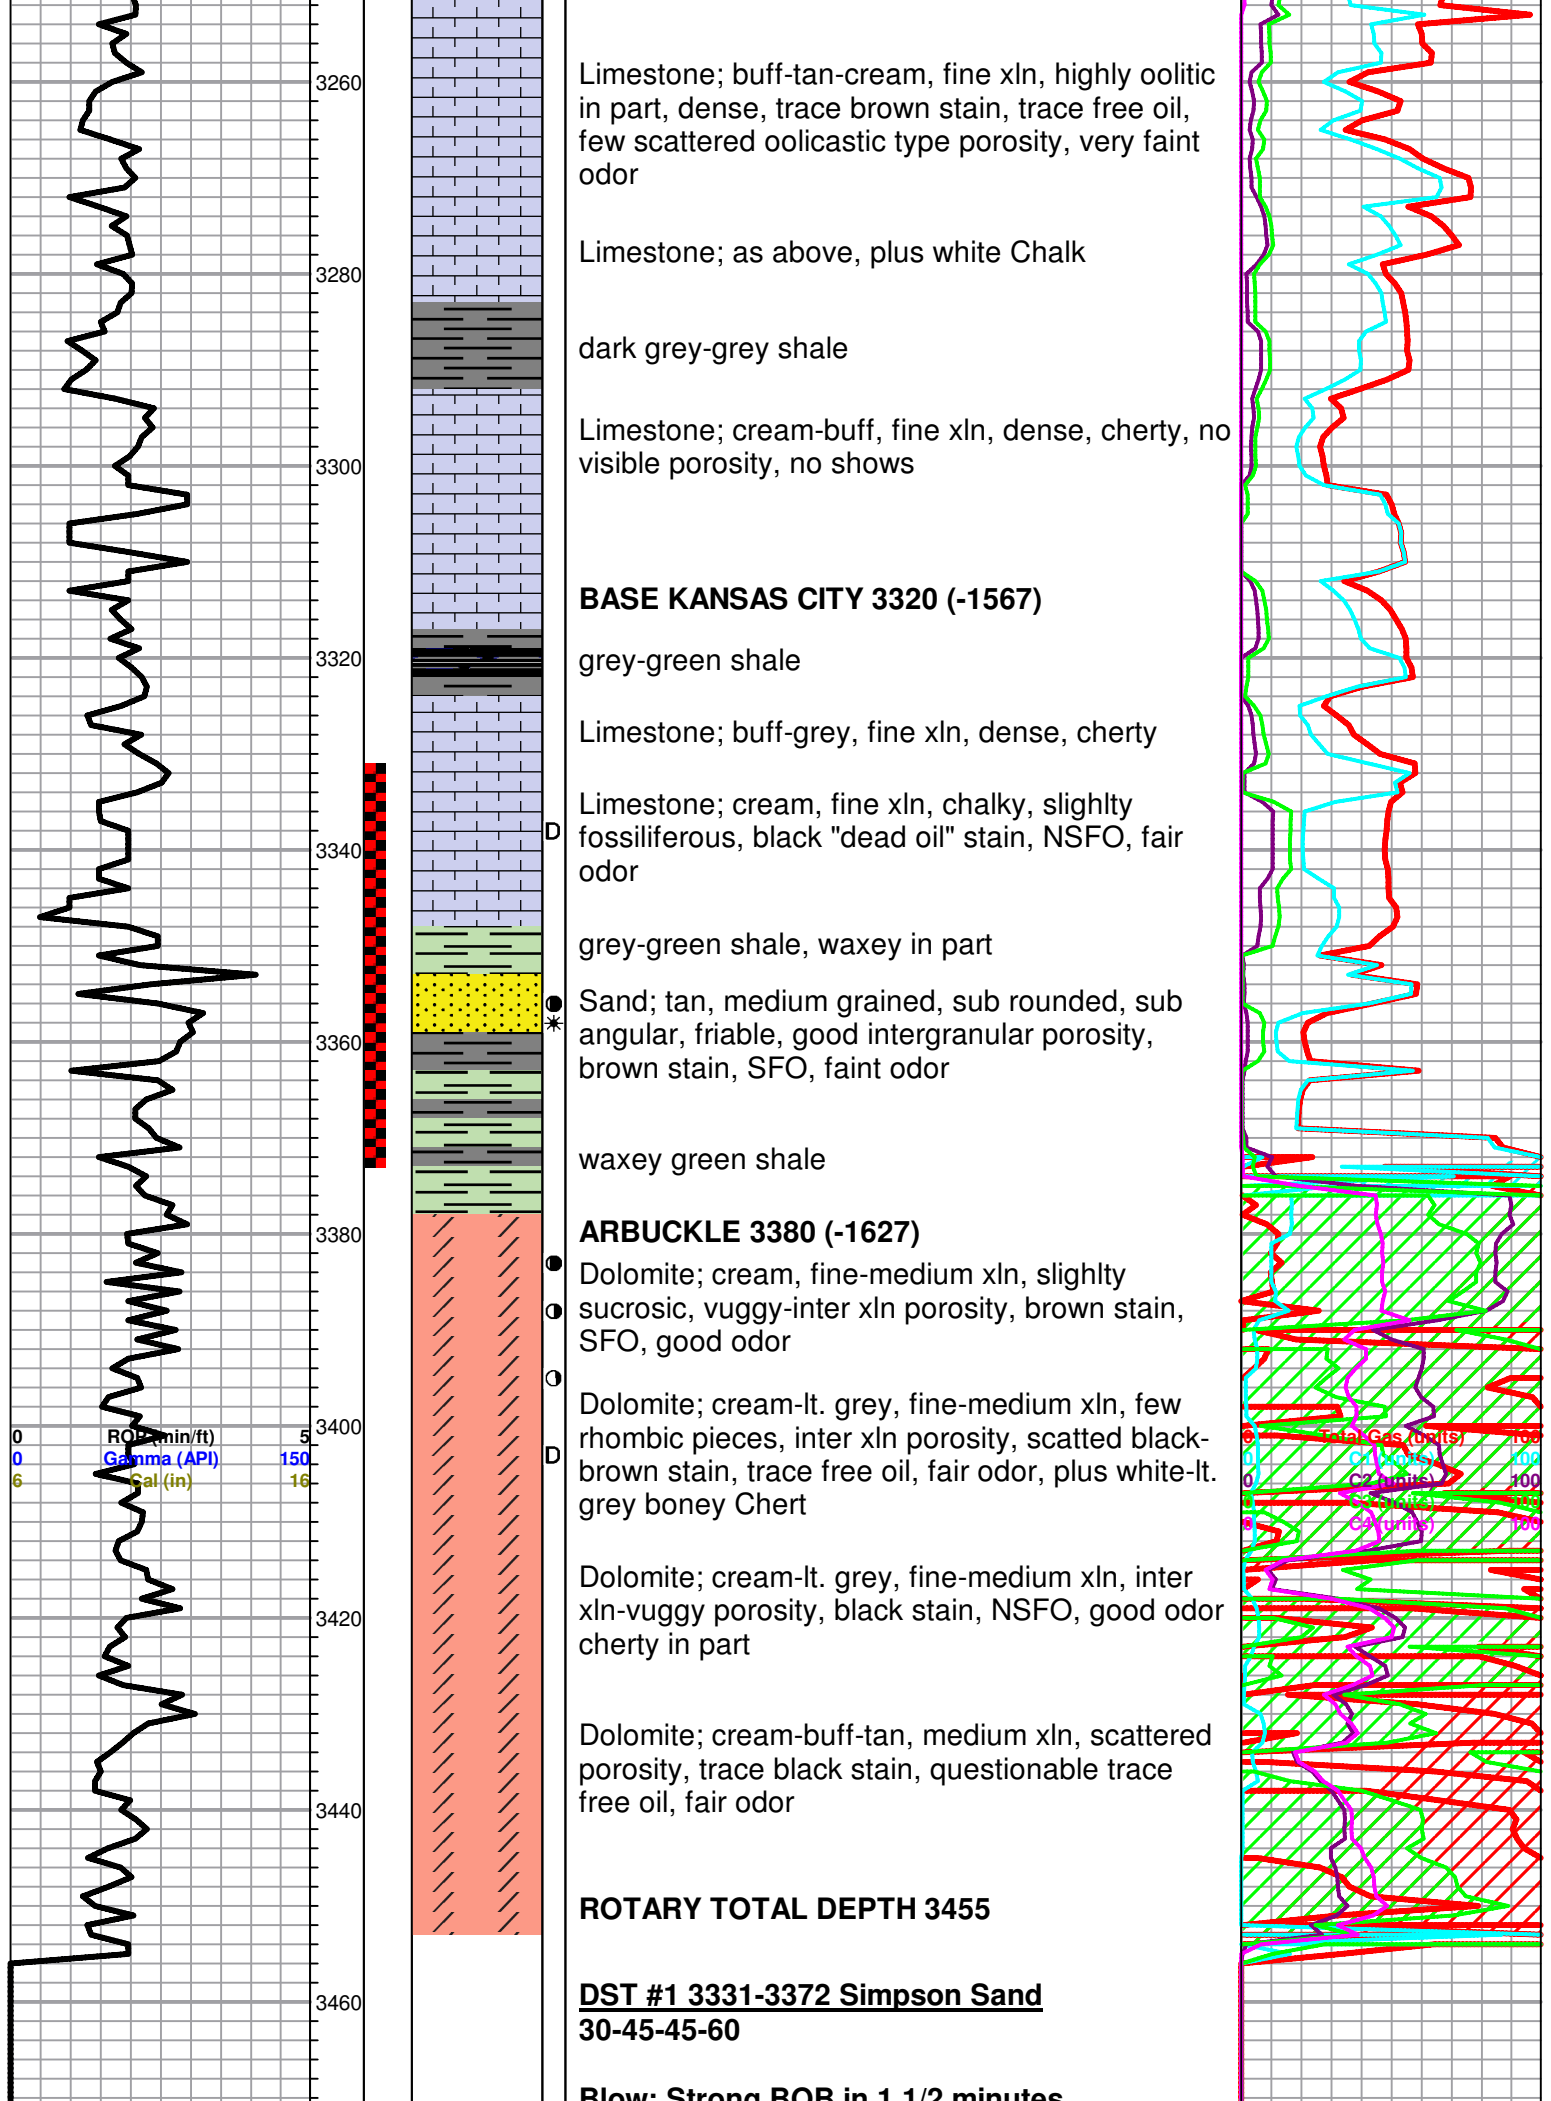 Limestone; buff-tan-cream, fine xln, highly oolitic
3260
in part, dense, trace brown stain, trace free oil,
few scattered oolicastic type porosity, very faint
odor
Limestone; as above, plus white Chalk
3280
dark grey-grey shale
Limestone; cream-buff, fine xln, dense, cherty, no
visible porosity, no shows
3300
BASE KANSAS CITY 3320 (-1567)
3320
grey-green shale
Limestone; buff-grey, fine xln, dense, cherty
Limestone; cream, fine xln, chalky, slighlty
D
fossiliferous, black "dead oil" stain, NSFO, fair
3340
odor
grey-green shale, waxey in part
Sand; tan, medium grained, sub rounded, sub
angular, friable, good intergranular porosity,
3360
brown stain, SFO, faint odor
waxey green shale
3380
ARBUCKLE 3380 (-1627)
Dolomite; cream, fine-medium xln, slighlty
sucrosic, vuggy-inter xln porosity, brown stain,
SFO, good odor
Dolomite; cream-lt. grey, fine-medium xln, few
3400
rhombic pieces, inter xln porosity, scatted black-
D
brown stain, trace free oil, fair odor, plus white-lt.
grey boney Chert
0 ROP (min/ft) 5
0 Gamma (API) 150
6 Cal (in) 16
0 Total Gas (units) 100
0 C1 (units) 100
0 C2 (units) 100
0 C3 (units) 100
0 C4 (units) 100
Dolomite; cream-lt. grey, fine-medium xln, inter
3420
xln-vuggy porosity, black stain, NSFO, good odor
cherty in part
Dolomite; cream-buff-tan, medium xln, scattered
porosity, trace black stain, questionable trace
free oil, fair odor
3440
ROTARY TOTAL DEPTH 3455
3460
DST #1 3331-3372 Simpson Sand
30-45-45-60
Blow: Strong BOB in 1 1/2 minutes